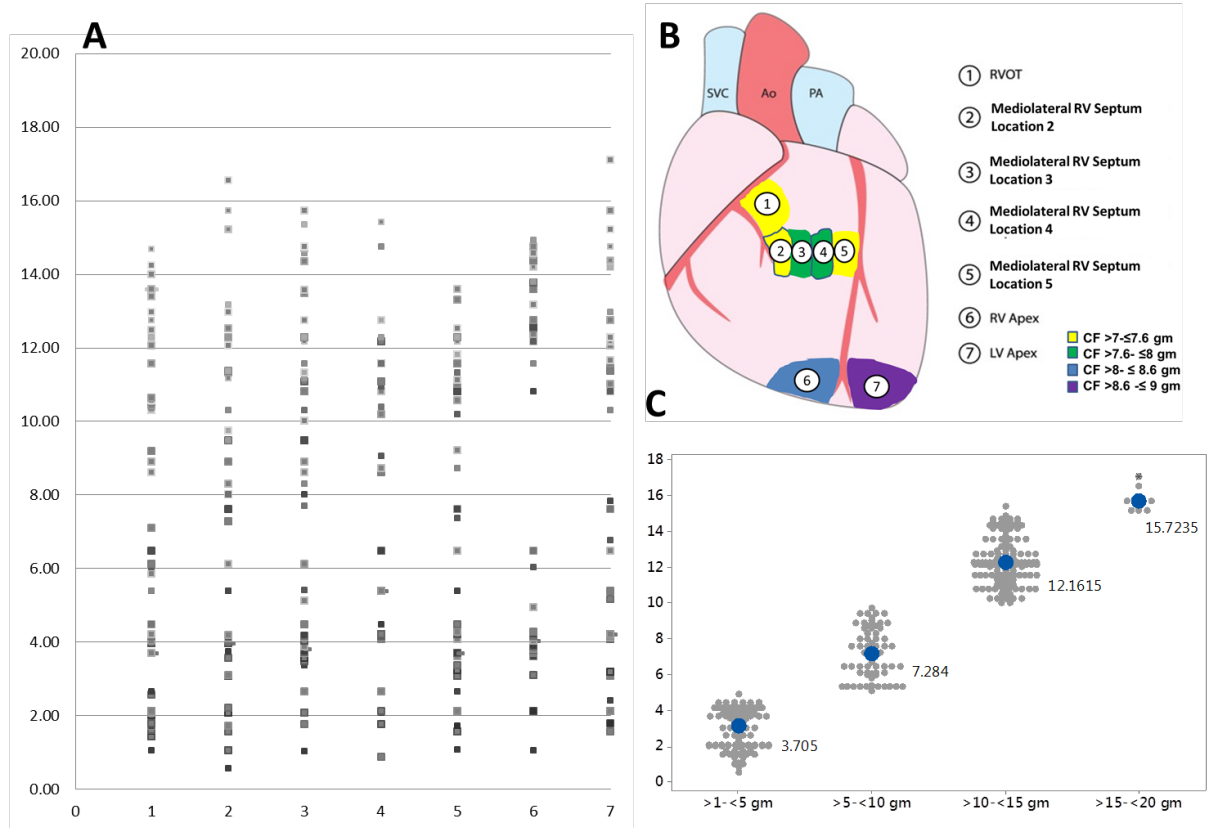 A
20.00
18.00
16.00
14.00
12.00
10.00
8.00
6.00
4.00
2.00
0.00
0 1 2 3 4 5 6 7
B
SVC Ao PA
1
2 3 4 5
6 7
1 RVOT
2 Mediolateral RV Septum
Location 2
3 Mediolateral RV Septum
Location 3
4 Mediolateral RV Septum
Location 4
5 Mediolateral RV Septum
Location 5
6 RV Apex
7 LV Apex
CF >7-≤7.6 gm
CF >7.6- ≤8 gm
CF >8- ≤ 8.6 gm
CF >8.6 -≤ 9 gm
C
18
16
14
12
10
8
6
4
2
0
*
15.7235
12.1615
7.284
3.705
>1-<5 gm >5-<10 gm >10-<15 gm >15-<20 gm